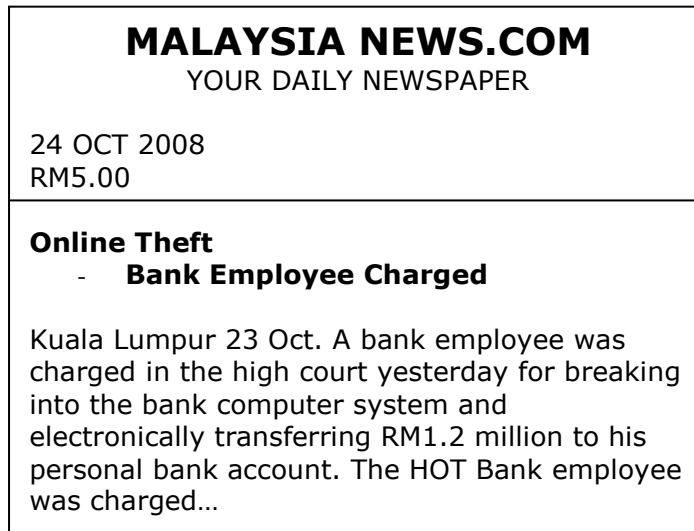 MALAYSIA NEWS.COM
YOUR DAILY NEWSPAPER
24 OCT 2008
RM5.00
Online Theft
- Bank Employee Charged
Kuala Lumpur 23 Oct. A bank employee was
charged in the high court yesterday for breaking
into the bank computer system and
electronically transferring RM1.2 million to his
personal bank account. The HOT Bank employee
was charged…